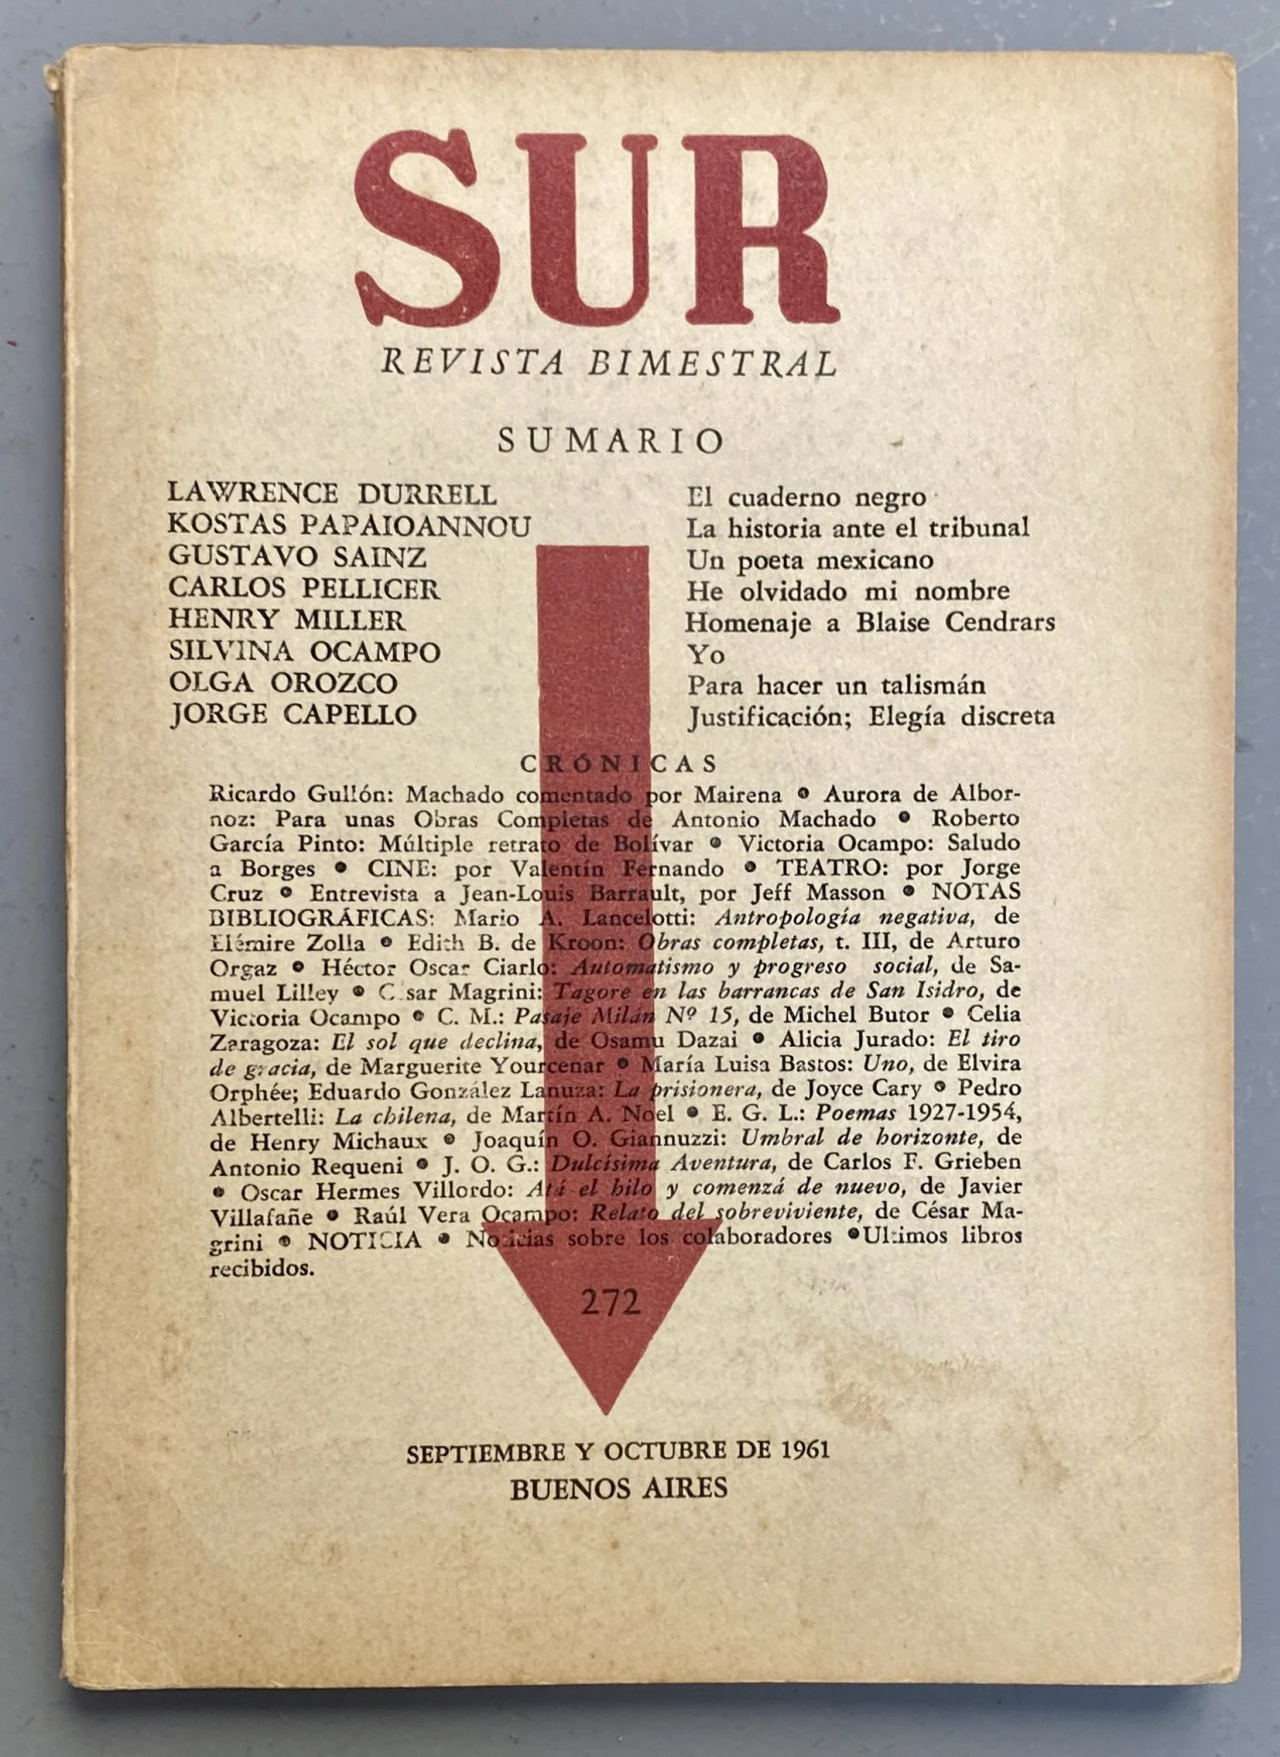 SUR
REVISTA BIMESTRAL
SUMARIO
LAWRENCE DURRELL El cuaderno negro
KOSTAS PAPAIOANNOU La historia ante el tribunal
GUSTAVO SAINZ Un poeta mexicano
CARLOS PELLICER He olvidado mi nombre
HENRY MILLER Homenaje a Blaise Cendrars
SILVINA OCAMPO Yo
OLGA OROZCO Para hacer un talismán
JORGE CAPELLO Justificación; Elegía discreta
CRÓNICAS
Ricardo Gullón: Machado comentado por Mairena ● Aurora de Albor-
noz: Para unas Obras Completas de Antonio Machado ● Roberto
García Pinto: Múltiple retrato de Bolívar ● Victoria Ocampo: Saludo
a Borges ● CINE: por Valentín Fernando ● TEATRO: por Jorge
Cruz ● Entrevista a Jean-Louis Barrault, por Jeff Masson ● NOTAS
BIBLIOGRÁFICAS: Mario A. Lancelotti: Antropología negativa, de
Elémire Zolla ● Edith B. de Kroon: Obras completas, t. III, de Arturo
Orgaz ● Héctor Oscar Ciarlo: Automatismo y progreso social, de Sa-
muel Lilley ● C sar Magrini: Tagore en las barrancas de San Isidro, de
Victoria Ocampo ● C. M.: Pasaje Milán Nº 15, de Michel Butor ● Celia
Zaragoza: El sol que declina, de Osamu Dazai ● Alicia Jurado: El tiro
de gracia, de Marguerite Yourcenar ● María Luisa Bastos: Uno, de Elvira
Orphée; Eduardo González Lanuza: La prisionera, de Joyce Cary ● Pedro
Albertelli: La chilena, de Martín A. Noel ● E. G. L.: Poemas 1927-1954,
de Henry Michaux ● Joaquín O. Giannuzzi: Umbral de horizonte, de
Antonio Requeni ● J. O. G.: Dulcísima Aventura, de Carlos F. Grieben
● Oscar Hermes Villordo: Atá el hilo y comenzá de nuevo, de Javier
Villafañe ● Raúl Vera Ocampo: Relato del sobreviviente, de César Ma-
grini ● NOTICIA ● Noticias sobre los colaboradores ●Ultimos libros
recibidos.
272
SEPTIEMBRE Y OCTUBRE DE 1961
BUENOS AIRES